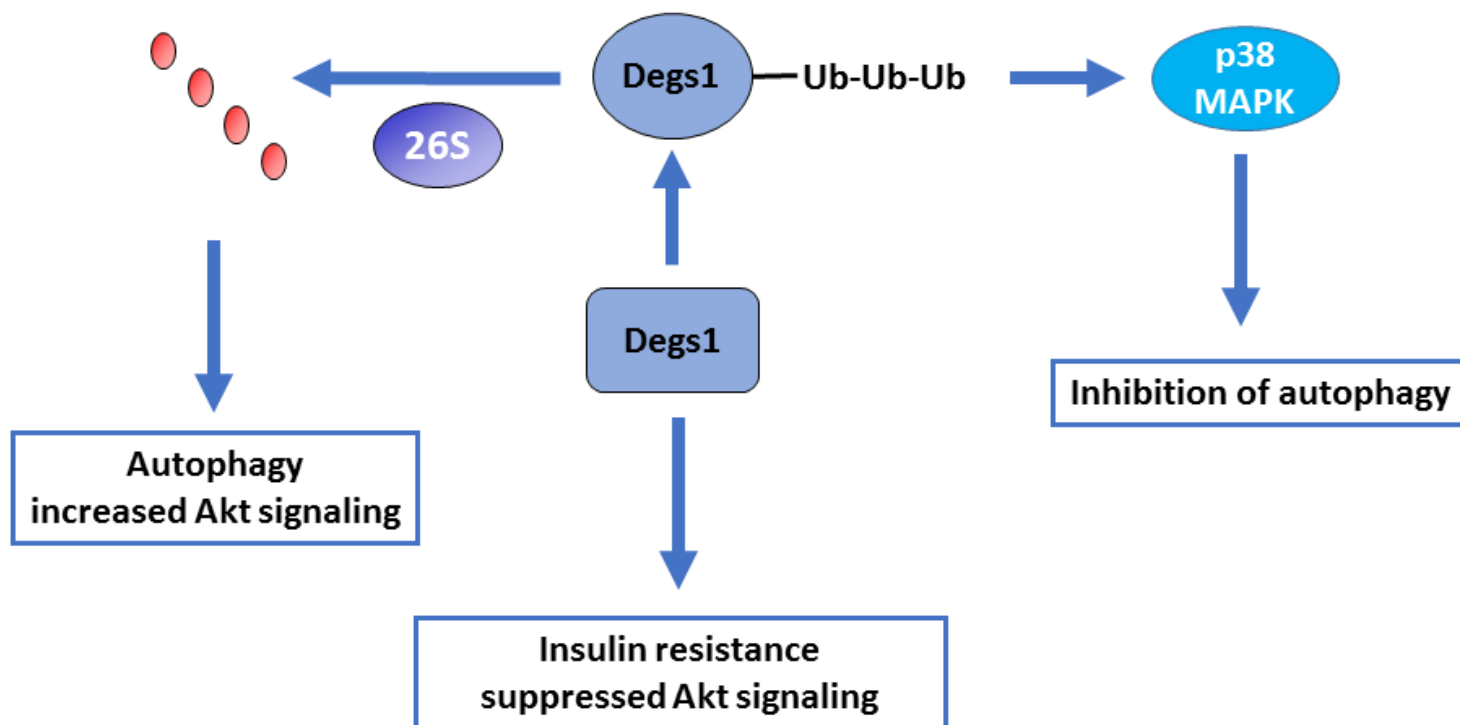 Degs1
Ub-Ub-Ub
p38
MAPK
26S
Degs1
Inhibition of autophagy
Autophagy
increased Akt signaling
Insulin resistance
suppressed Akt signaling